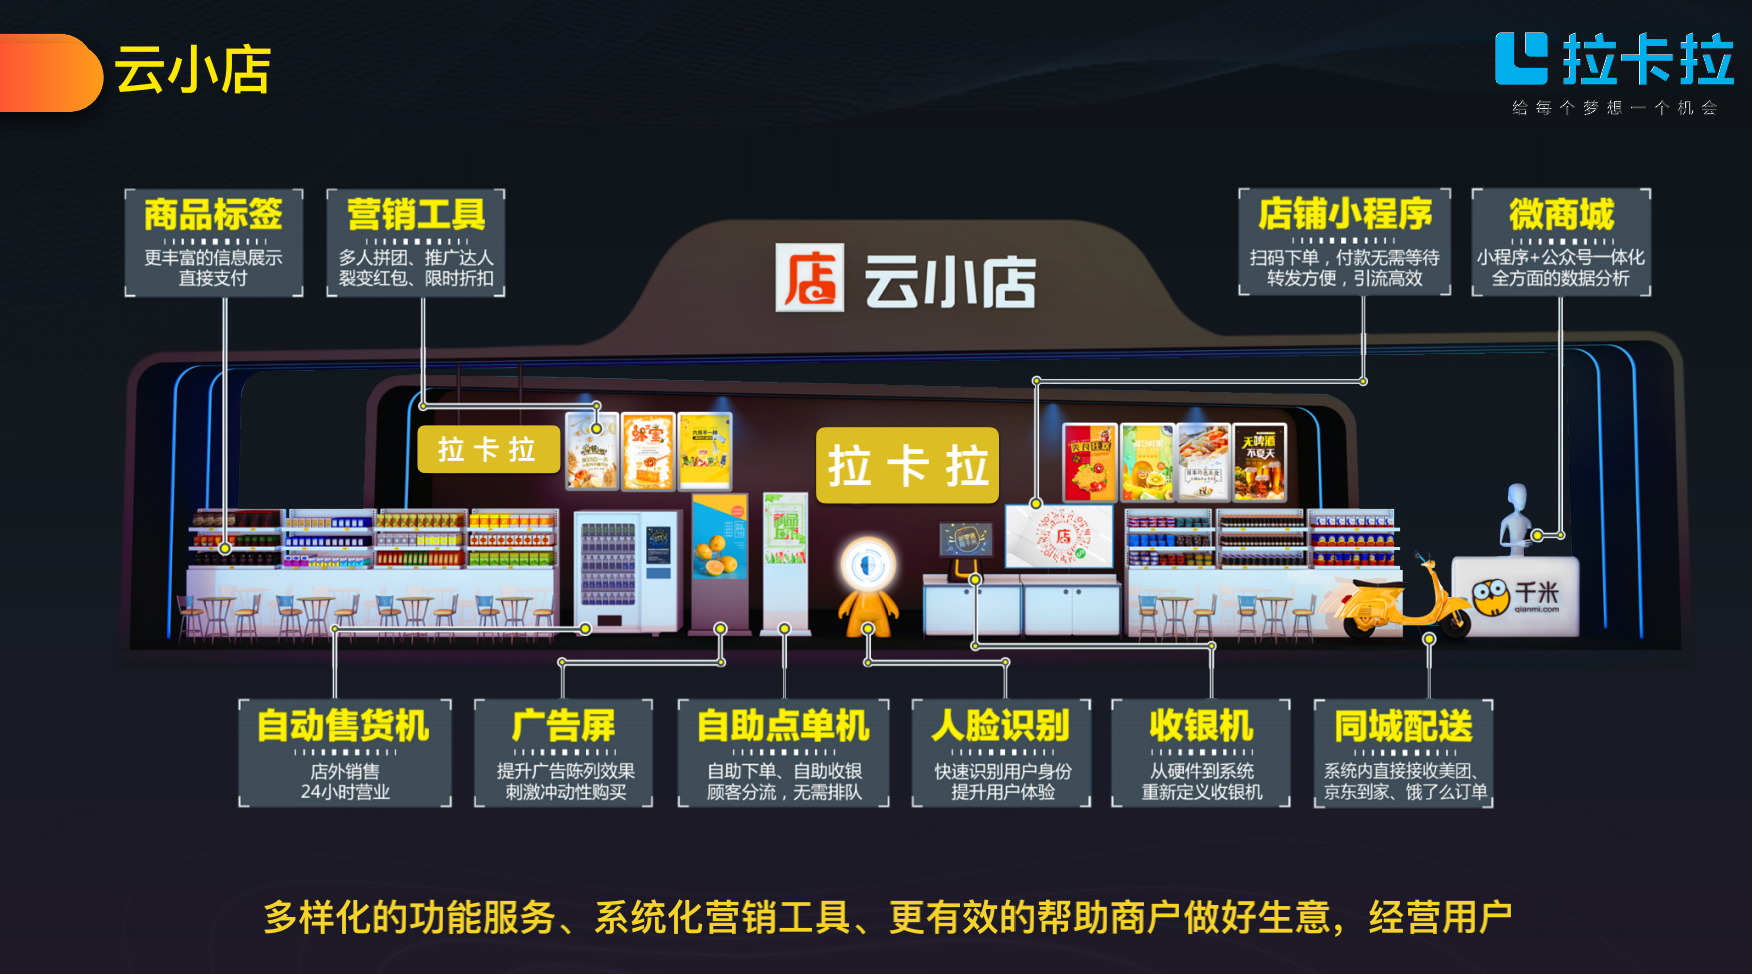 云小店
拉卡拉
给每个梦想一个机会
商品标签
更丰富的信息展示
直接支付
营销工具
多人拼团、推广达人
裂变红包、限时折扣
店铺小程序
扫码下单，付款无需等待
转发方便，引流高效
微商城
小程序+公众号一体化
全方面的数据分析
店 云小店
拉卡拉
拉卡拉
蜂蜜
无啤酒
不夏天
店
千米
qianmi.com
自动售货机
店外销售
24小时营业
广告屏
提升广告陈列效果
刺激冲动性购买
自助点单机
自助下单、自助收银
顾客分流，无需排队
人脸识别
快速识别用户身份
提升用户体验
收银机
从硬件到系统
重新定义收银机
同城配送
系统内直接接收美团、
京东到家、饿了么订单
多样化的功能服务、系统化营销工具、更有效的帮助商户做好生意，经营用户